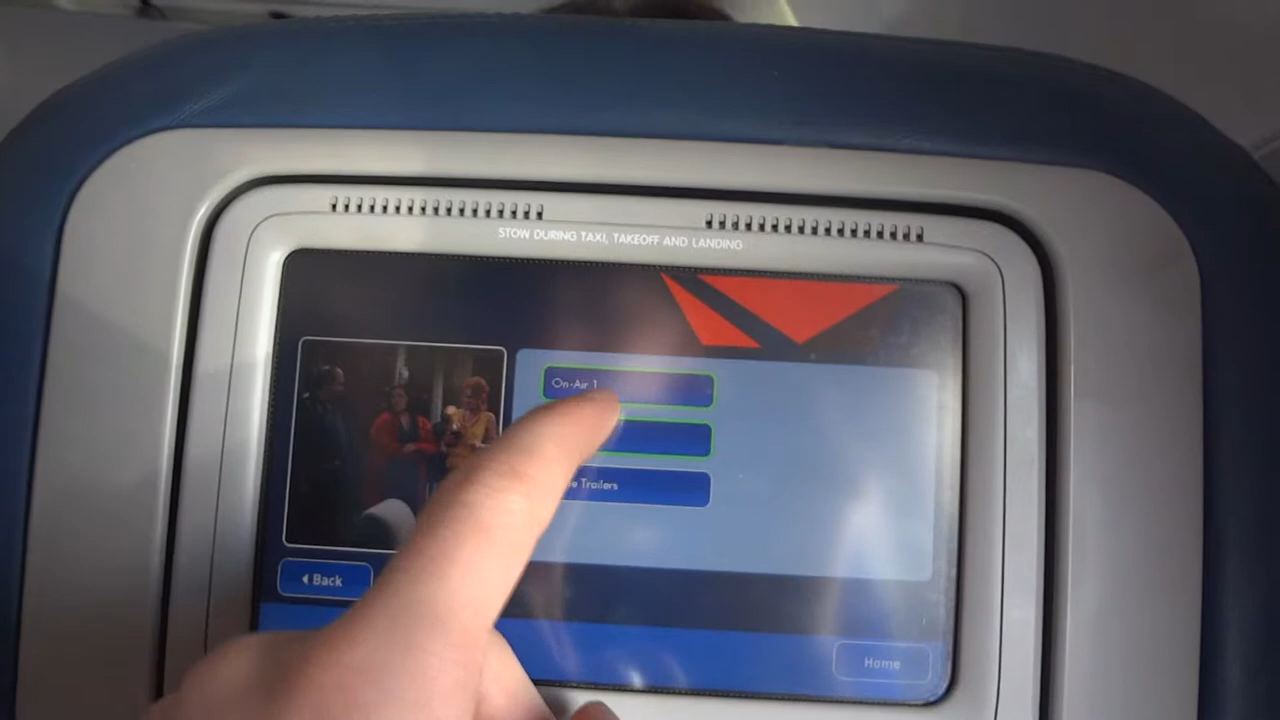 STOW DURING TAXI, TAKEOFF AND LANDING
On-Air 1
Trailers
Back
Home